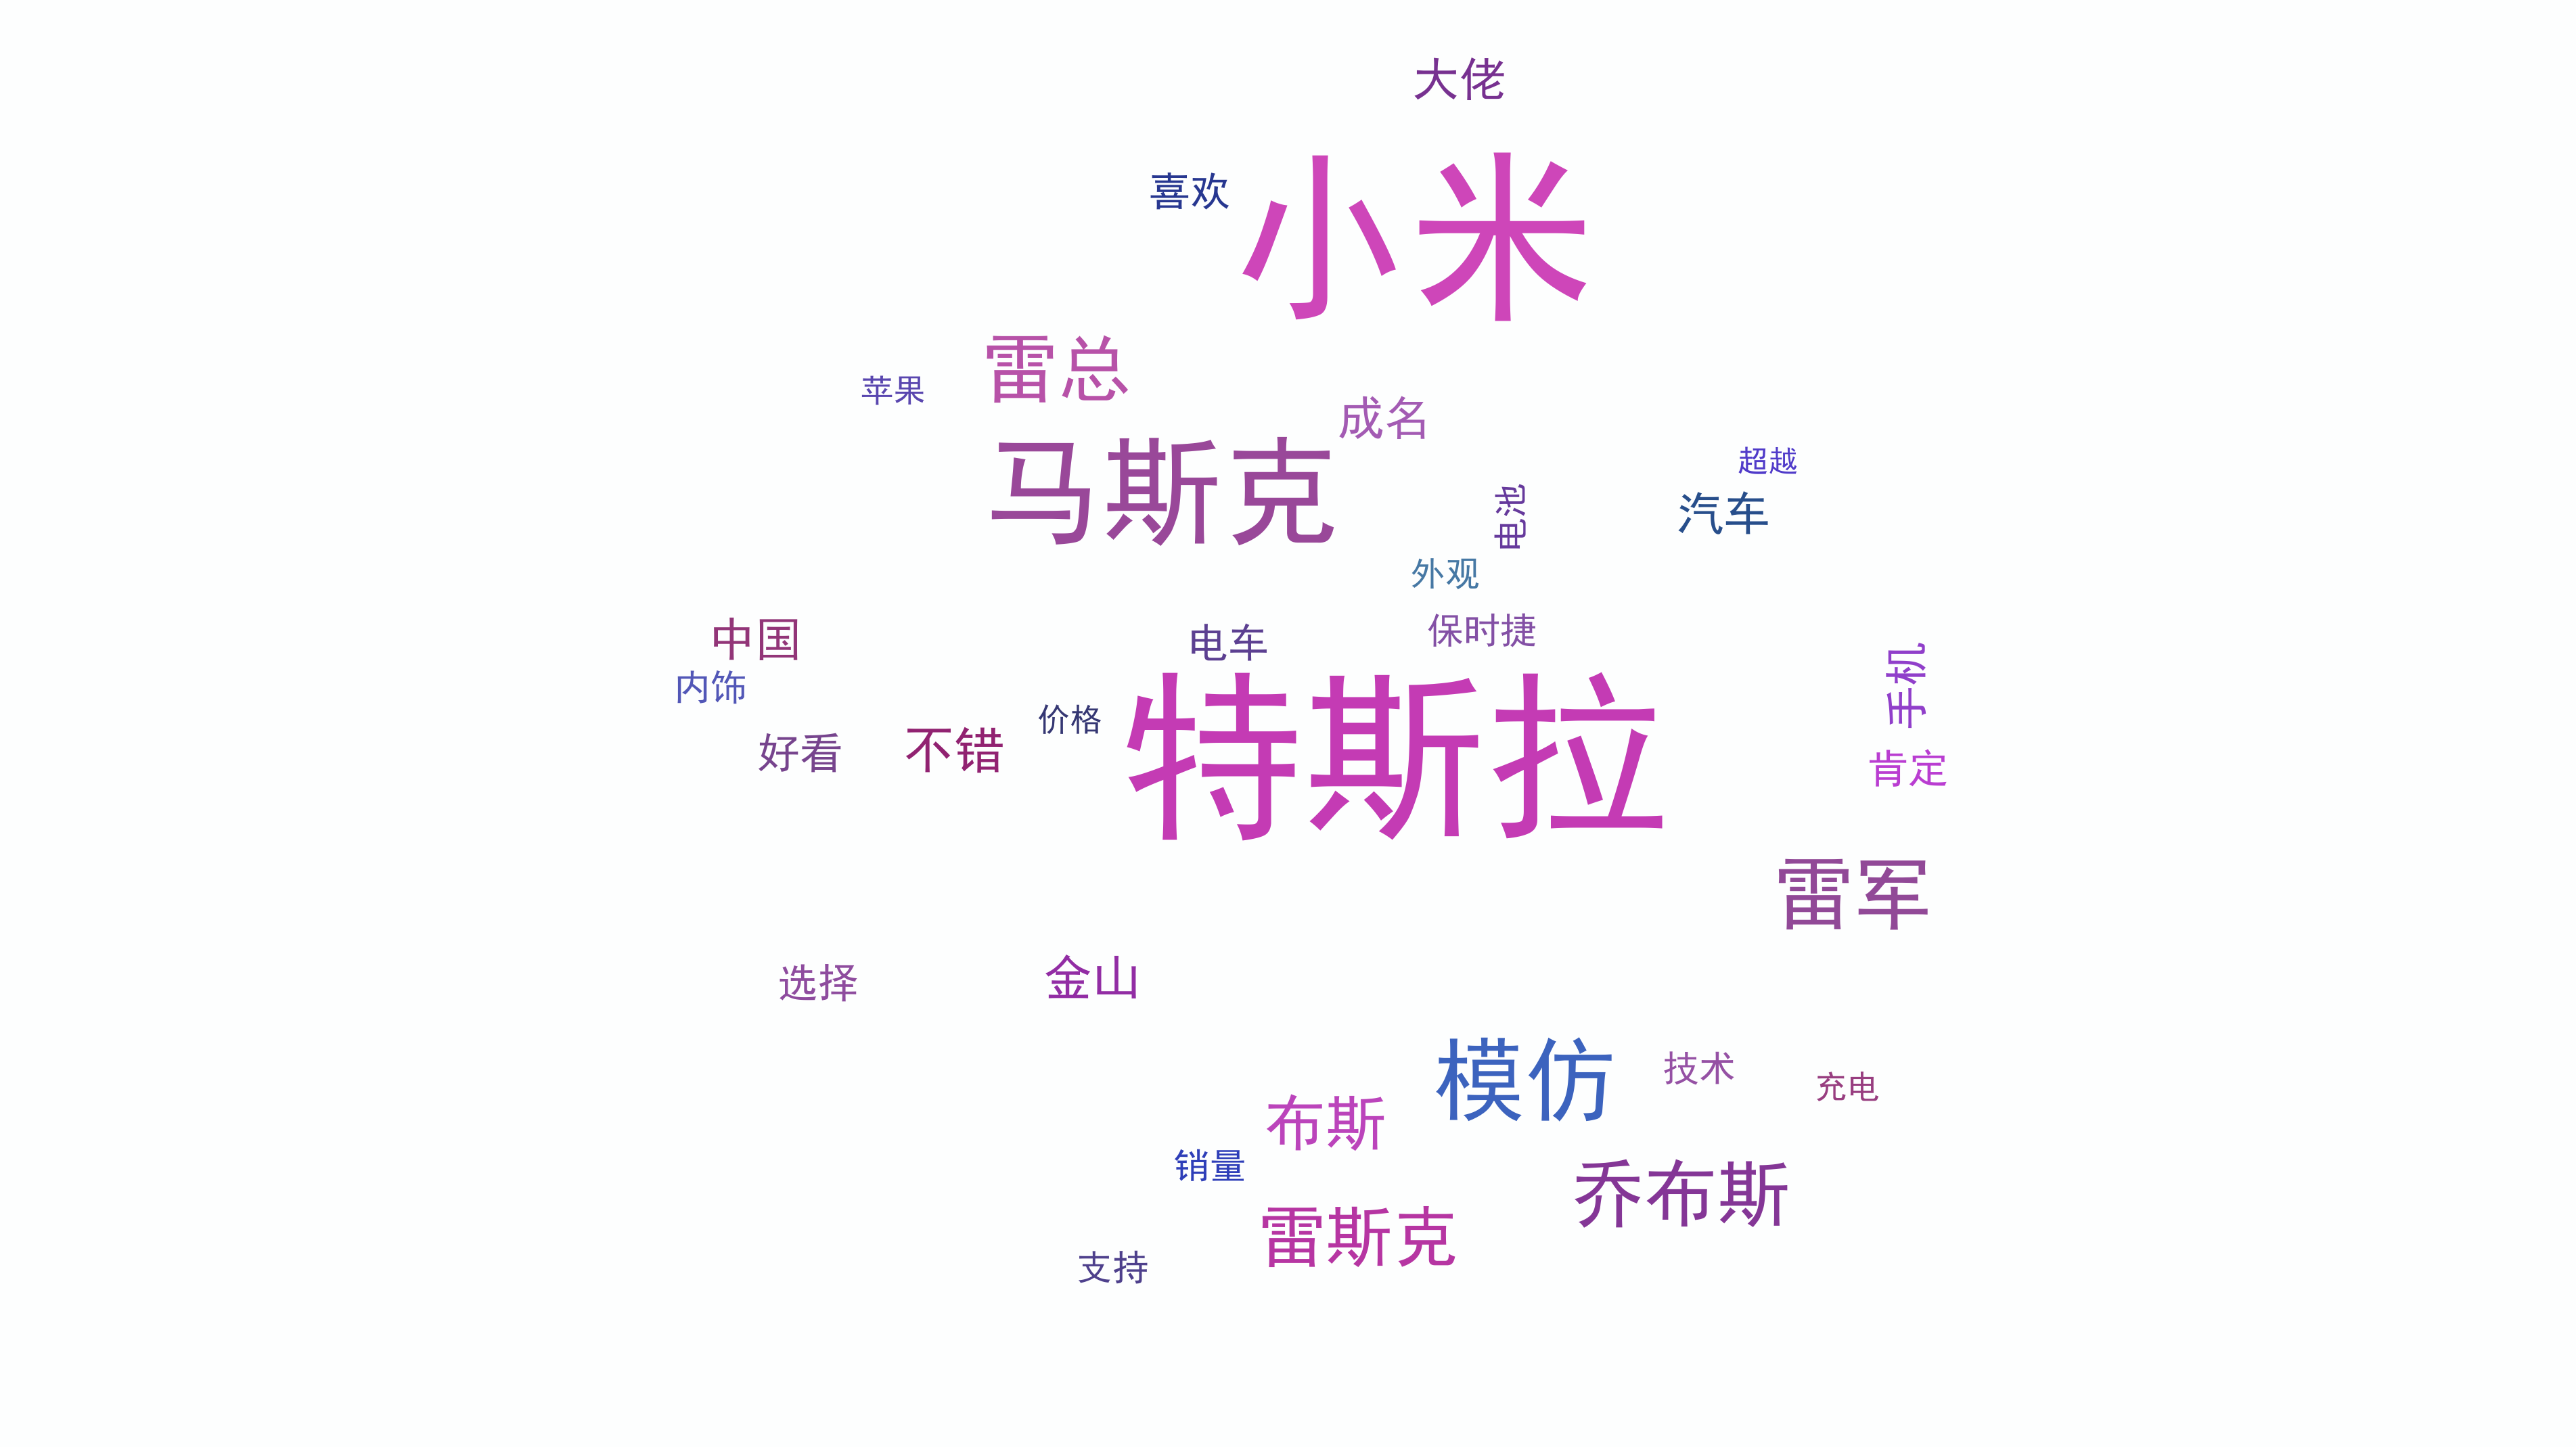 大佬
喜欢
小米
雷总
苹果
成名
马斯克
超越
汽车
电池
外观
中国
电车
保时捷
手机
内饰
价格
好看
不错
特斯拉
肯定
雷军
选择
金山
模仿
技术
充电
布斯
销量
乔布斯
雷斯克
支持